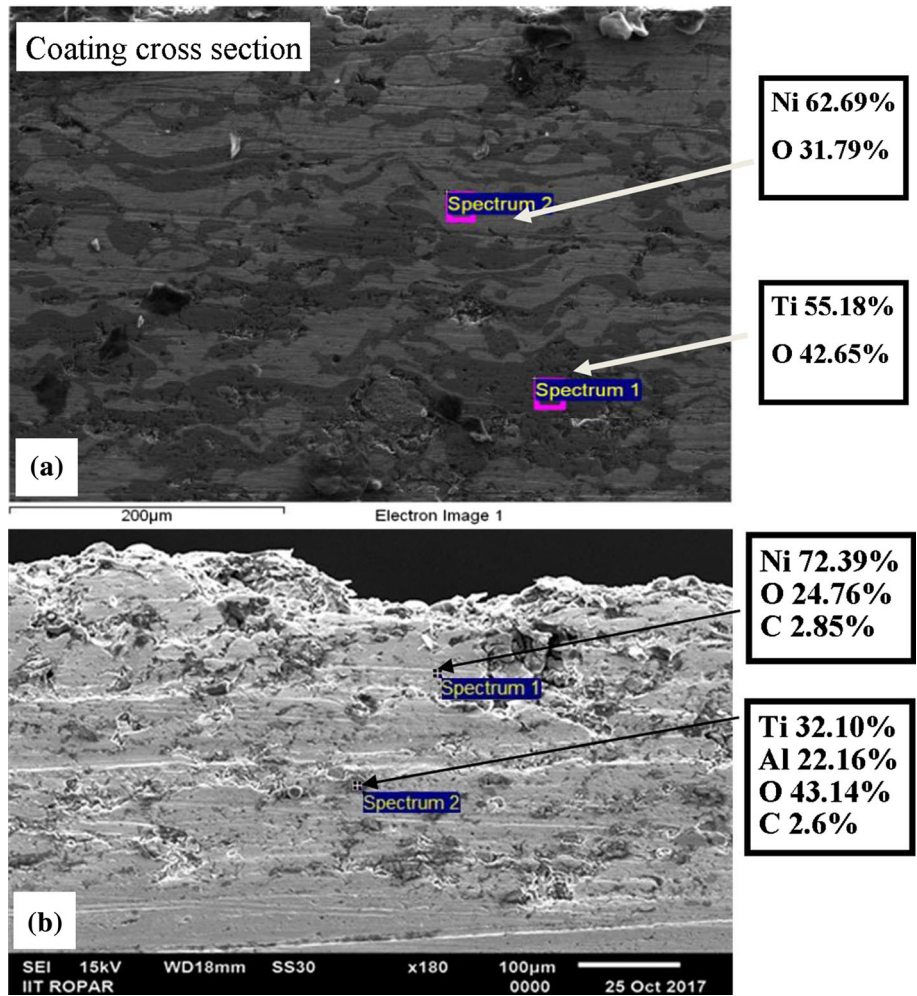 Coating cross section
Ni 62.69%
O 31.79%
Spectrum 2
Ti 55.18%
O 42.65%
Spectrum 1
(a)
200µm
Electron Image 1
Ni 72.39%
O 24.76%
C 2.85%
Spectrum 1
Ti 32.10%
Al 22.16%
O 43.14%
C 2.6%
Spectrum 2
(b)
SEI 15kV WD18mm SS30 x180 100µm
IIT ROPAR 0000 25 Oct 2017